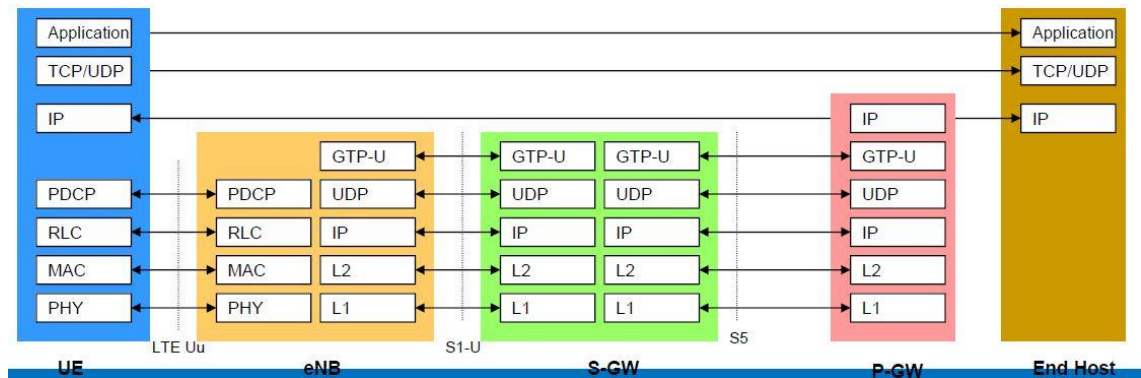 Application Application
TCP/UDP TCP/UDP
IP IP IP
GTP-U GTP-U GTP-U GTP-U
PDCP PDCP UDP UDP UDP UDP
RLC RLC IP IP IP IP
MAC MAC L2 L2 L2 L2
PHY PHY L1 L1 L1 L1
LTE Uu S1-U S5
UE eNB S-GW P-GW End Host